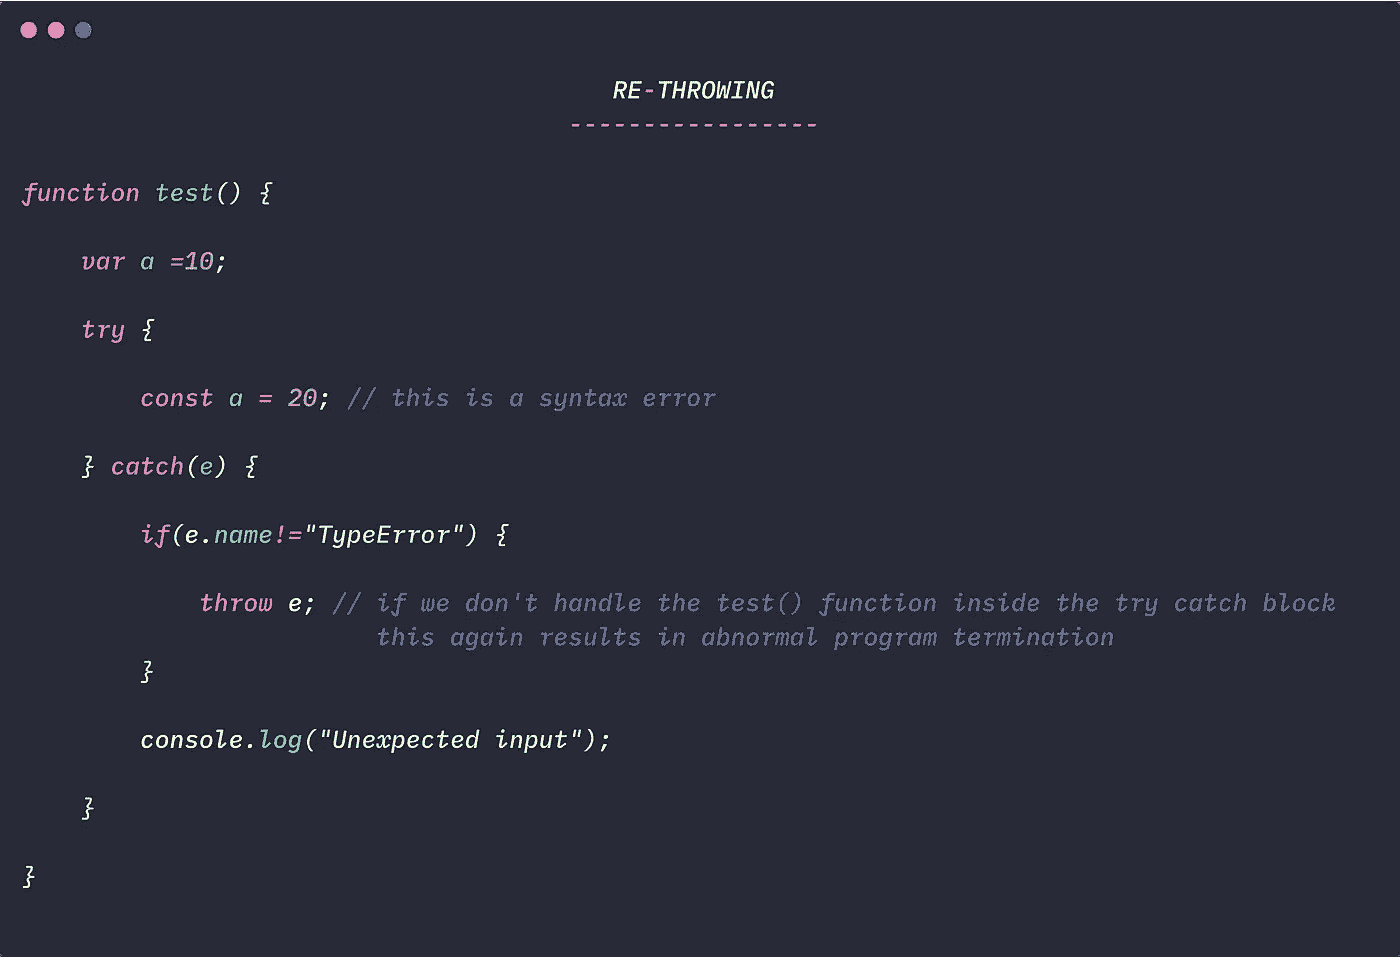 RE-THROWING
-----------------
function test() {
var a =10;
try {
const a = 20; // this is a syntax error
} catch(e) {
if(e.name!="TypeError") {
throw e; // if we don't handle the test() function inside the try catch block
this again results in abnormal program termination
}
console.log("Unexpected input");
}
}